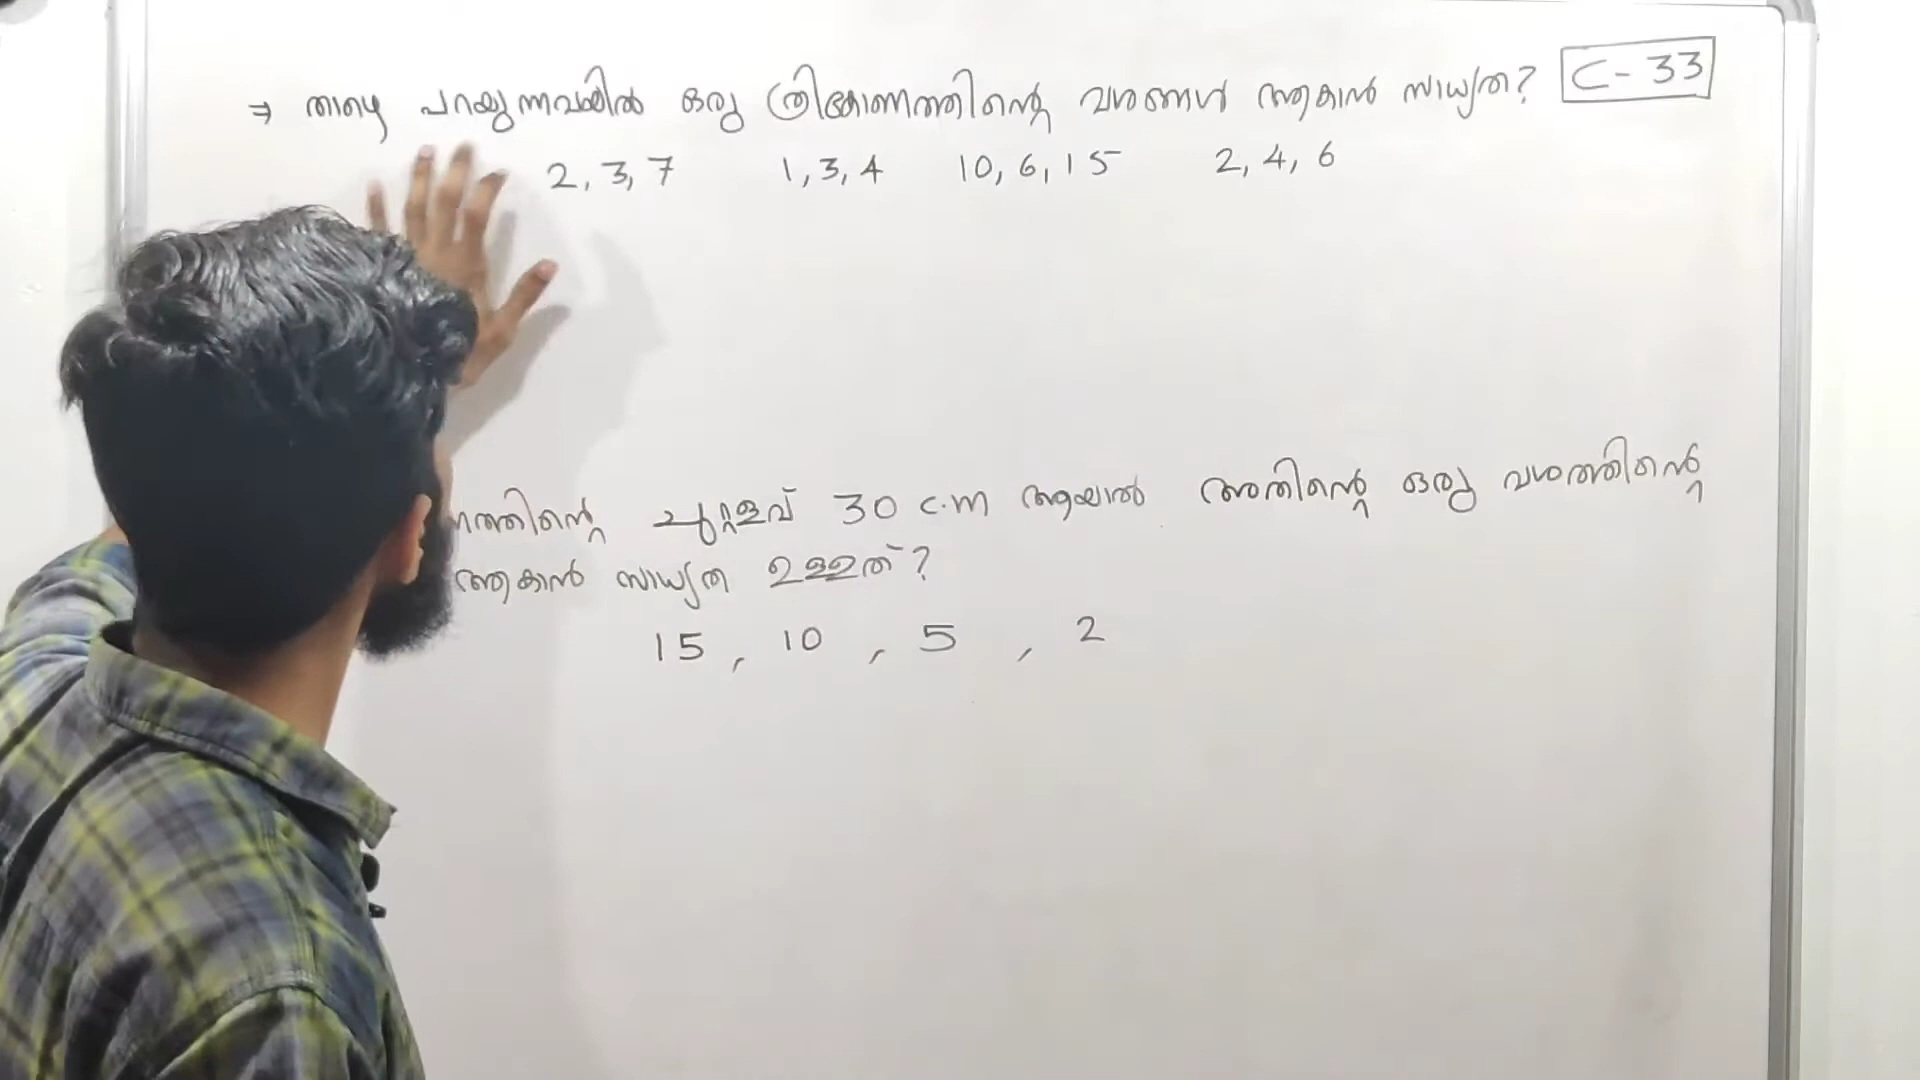 ⇒ താഴെ പറയുന്നവയിൽ ഒരു ത്രികോണത്തിന്റെ വശങ്ങൾ ആകാൻ സാധ്യത? C-33
2,3,7 1,3,4 10,6,15 2,4,6
ചുറ്റളവ് 30 c.m ആയാൽ അതിന്റെ ഒരു വശത്തിന്റെ
ആകാൻ സാധ്യത ഉള്ളത്?
15, 10, 5, 2